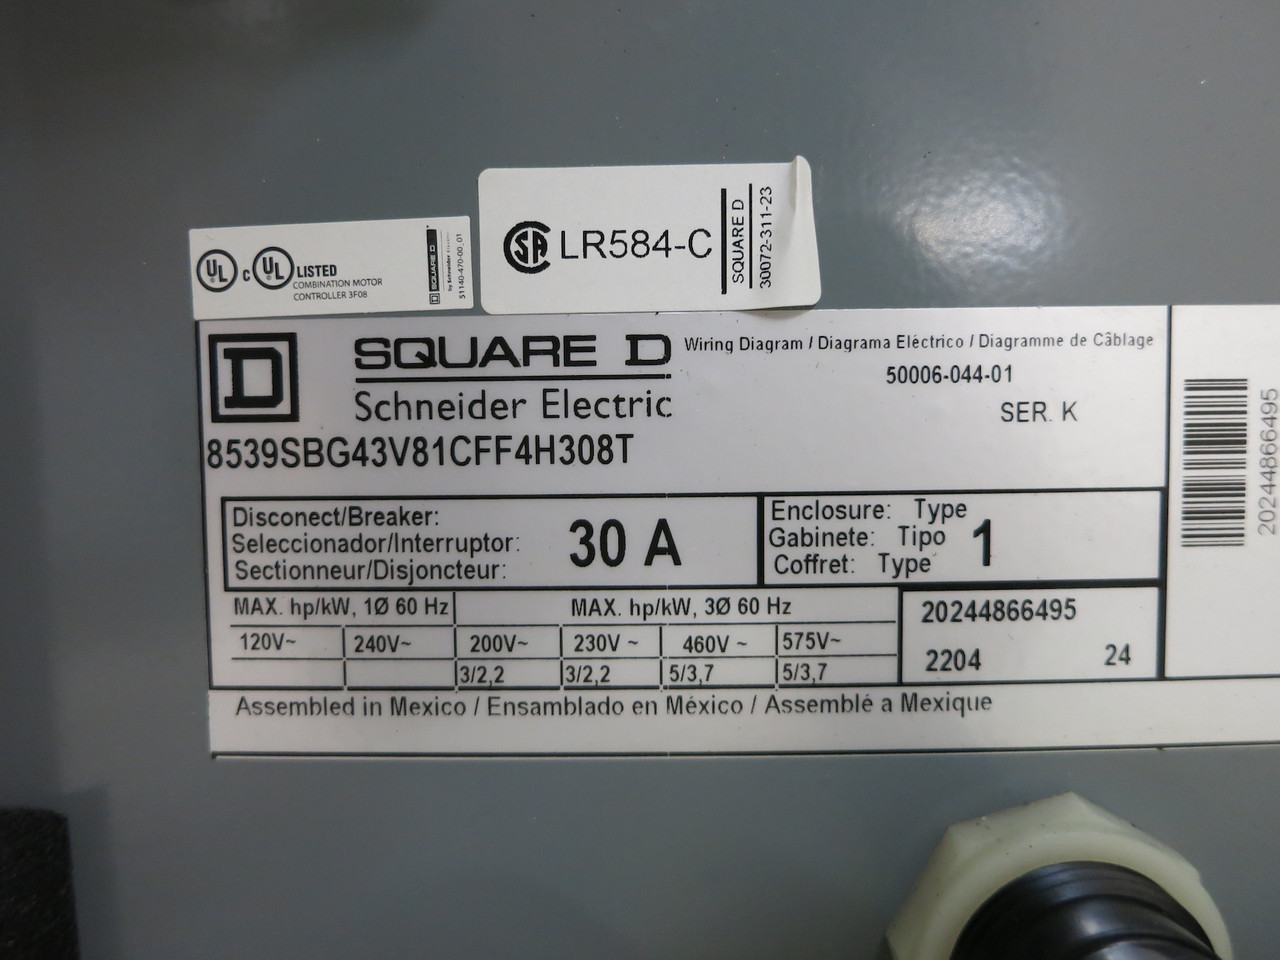 UL c UL LISTED
COMBINATION MOTOR
CONTROLLER 3F08
SQUARE D
by Schneider Electric
51140-470-00_01
SA LR584-C
SQUARE D
30072-311-23
D SQUARE D
Schneider Electric
Wiring Diagram / Diagrama Eléctrico / Diagramme de Câblage
50006-044-01
SER. K
8539SBG43V81CFF4H308T
Disconect/Breaker:
Seleccionador/Interruptor:
Sectionneur/Disjoncteur:
30 A
Enclosure: Type
Gabinete: Tipo
Coffret: Type
1
MAX. hp/kW, 1Ø 60 Hz
MAX. hp/kW, 3Ø 60 Hz
120V~ 240V~ 200V~ 230V ~ 460V ~ 575V~
3/2,2 3/2,2 5/3,7 5/3,7
20244866495
2204 24
Assembled in Mexico / Ensamblado en México / Assemblé a Mexique
20244866495